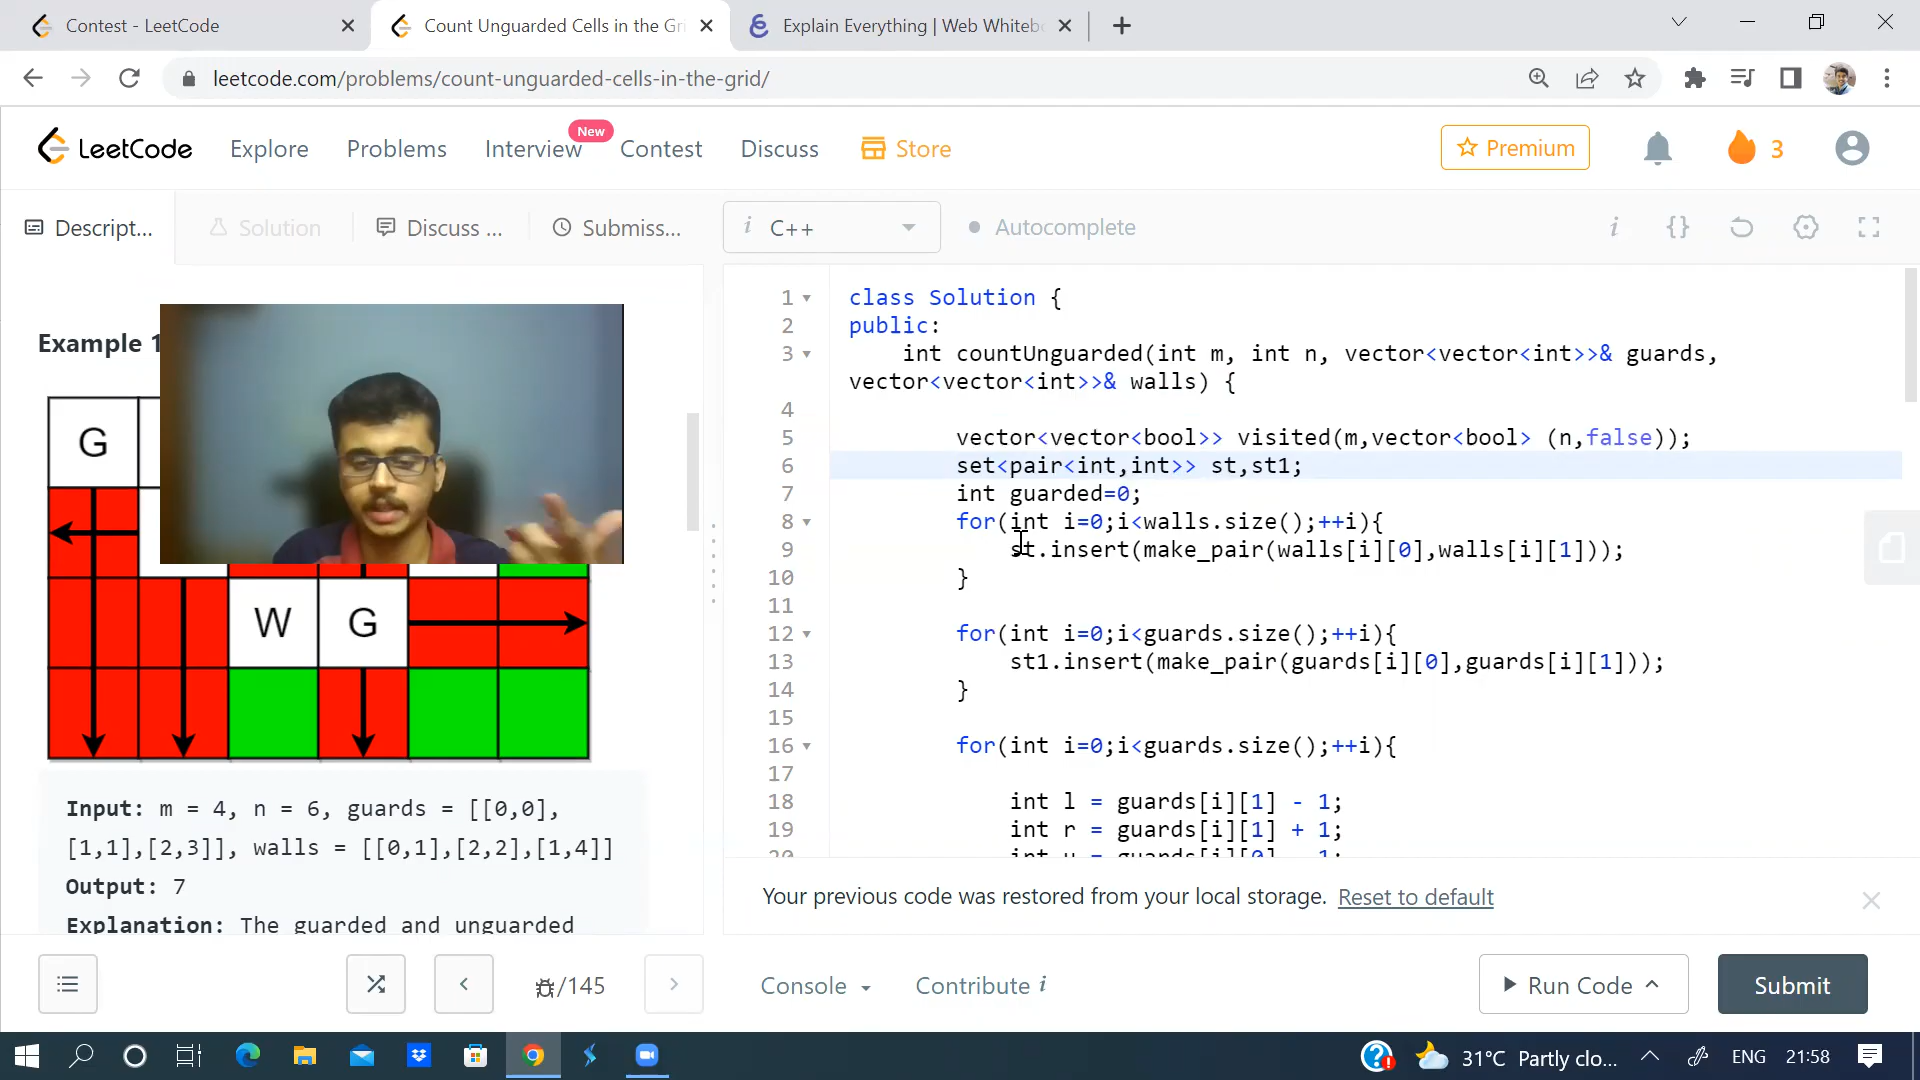 Contest - LeetCode
Count Unguarded Cells in the Gr
Explain Everything | Web Whitebo
leetcode.com/problems/count-unguarded-cells-in-the-grid/
LeetCode
Explore
Problems
Interview
New
Contest
Discuss
Store
Premium
3
Descript...
Solution
Discuss ...
Submiss...
i C++
Autocomplete
Example 1
G
W G
Input: m = 4, n = 6, guards = [[0,0],
[1,1],[2,3]], walls = [[0,1],[2,2],[1,4]]
Output: 7
Explanation: The guarded and unguarded
1 class Solution {
2 public:
3 int countUnguarded(int m, int n, vector<vector<int>>& guards,
vector<vector<int>>& walls) {
4
5 vector<vector<bool>> visited(m,vector<bool> (n,false));
6 set<pair<int,int>> st,st1;
7 int guarded=0;
8 for(int i=0;i<walls.size();++i){
9 st.insert(make_pair(walls[i][0],walls[i][1]));
10 }
11
12 for(int i=0;i<guards.size();++i){
13 st1.insert(make_pair(guards[i][0],guards[i][1]));
14 }
15
16 for(int i=0;i<guards.size();++i){
17
18 int l = guards[i][1] - 1;
19 int r = guards[i][1] + 1;
20 int u = guards[i][0] - 1;
Your previous code was restored from your local storage. Reset to default
/145
Console
Contribute i
Run Code
Submit
31°C Partly clo...
ENG
21:58